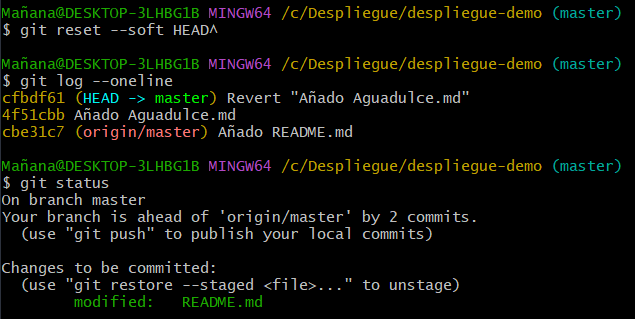 Mañana@DESKTOP-3LHBG1B MINGW64 /c/Despliegue/despliegue-demo (master)
$ git reset --soft HEAD^
Mañana@DESKTOP-3LHBG1B MINGW64 /c/Despliegue/despliegue-demo (master)
$ git log --oneline
cfbdf61 (HEAD -> master) Revert "Añado Aguadulce.md"
4f51cbb Añado Aguadulce.md
cbe31c7 (origin/master) Añado README.md
Mañana@DESKTOP-3LHBG1B MINGW64 /c/Despliegue/despliegue-demo (master)
$ git status
On branch master
Your branch is ahead of 'origin/master' by 2 commits.
  (use "git push" to publish your local commits)
Changes to be committed:
  (use "git restore --staged <file>..." to unstage)
        modified:   README.md